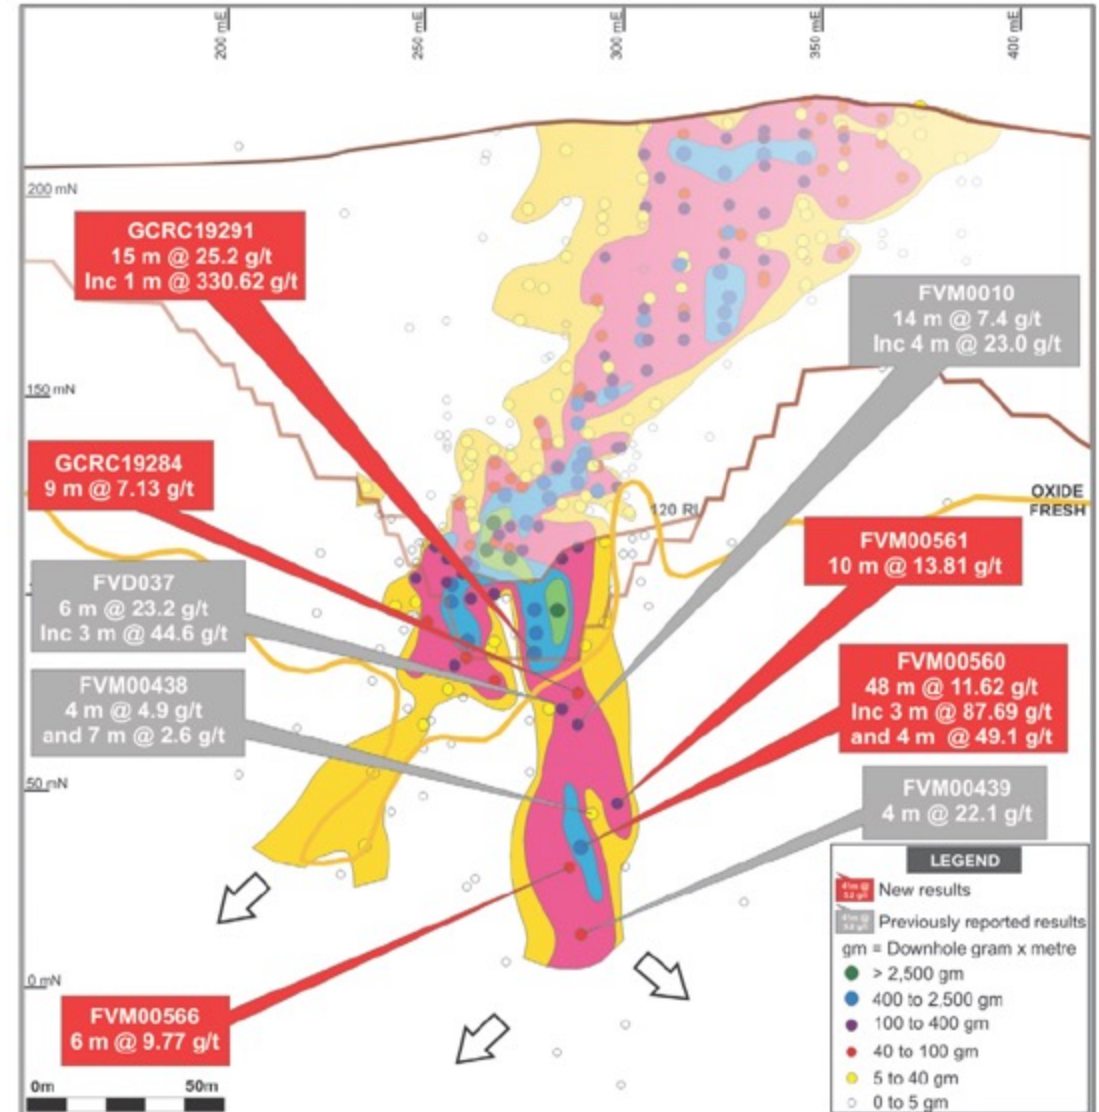 200 mE
250 mE
300 mE
350 mE
400 mE
200 mN
GCRC19291
15 m @ 25.2 g/t
Inc 1 m @ 330.62 g/t
FVM0010
14 m @ 7.4 g/t
Inc 4 m @ 23.0 g/t
150 mN
GCRC19284
9 m @ 7.13 g/t
120 RL
OXIDE
FRESH
FVM00561
10 m @ 13.81 g/t
FVD037
6 m @ 23.2 g/t
Inc 3 m @ 44.6 g/t
FVM00560
48 m @ 11.62 g/t
Inc 3 m @ 87.69 g/t
and 4 m @ 49.1 g/t
FVM00438
4 m @ 4.9 g/t
and 7 m @ 2.6 g/t
50 mN
FVM00439
4 m @ 22.1 g/t
LEGEND
New results
Previously reported results
gm = Downhole gram x metre
> 2,500 gm
400 to 2,500 gm
100 to 400 gm
40 to 100 gm
5 to 40 gm
0 to 5 gm
0 mN
FVM00566
6 m @ 9.77 g/t
0m
50m